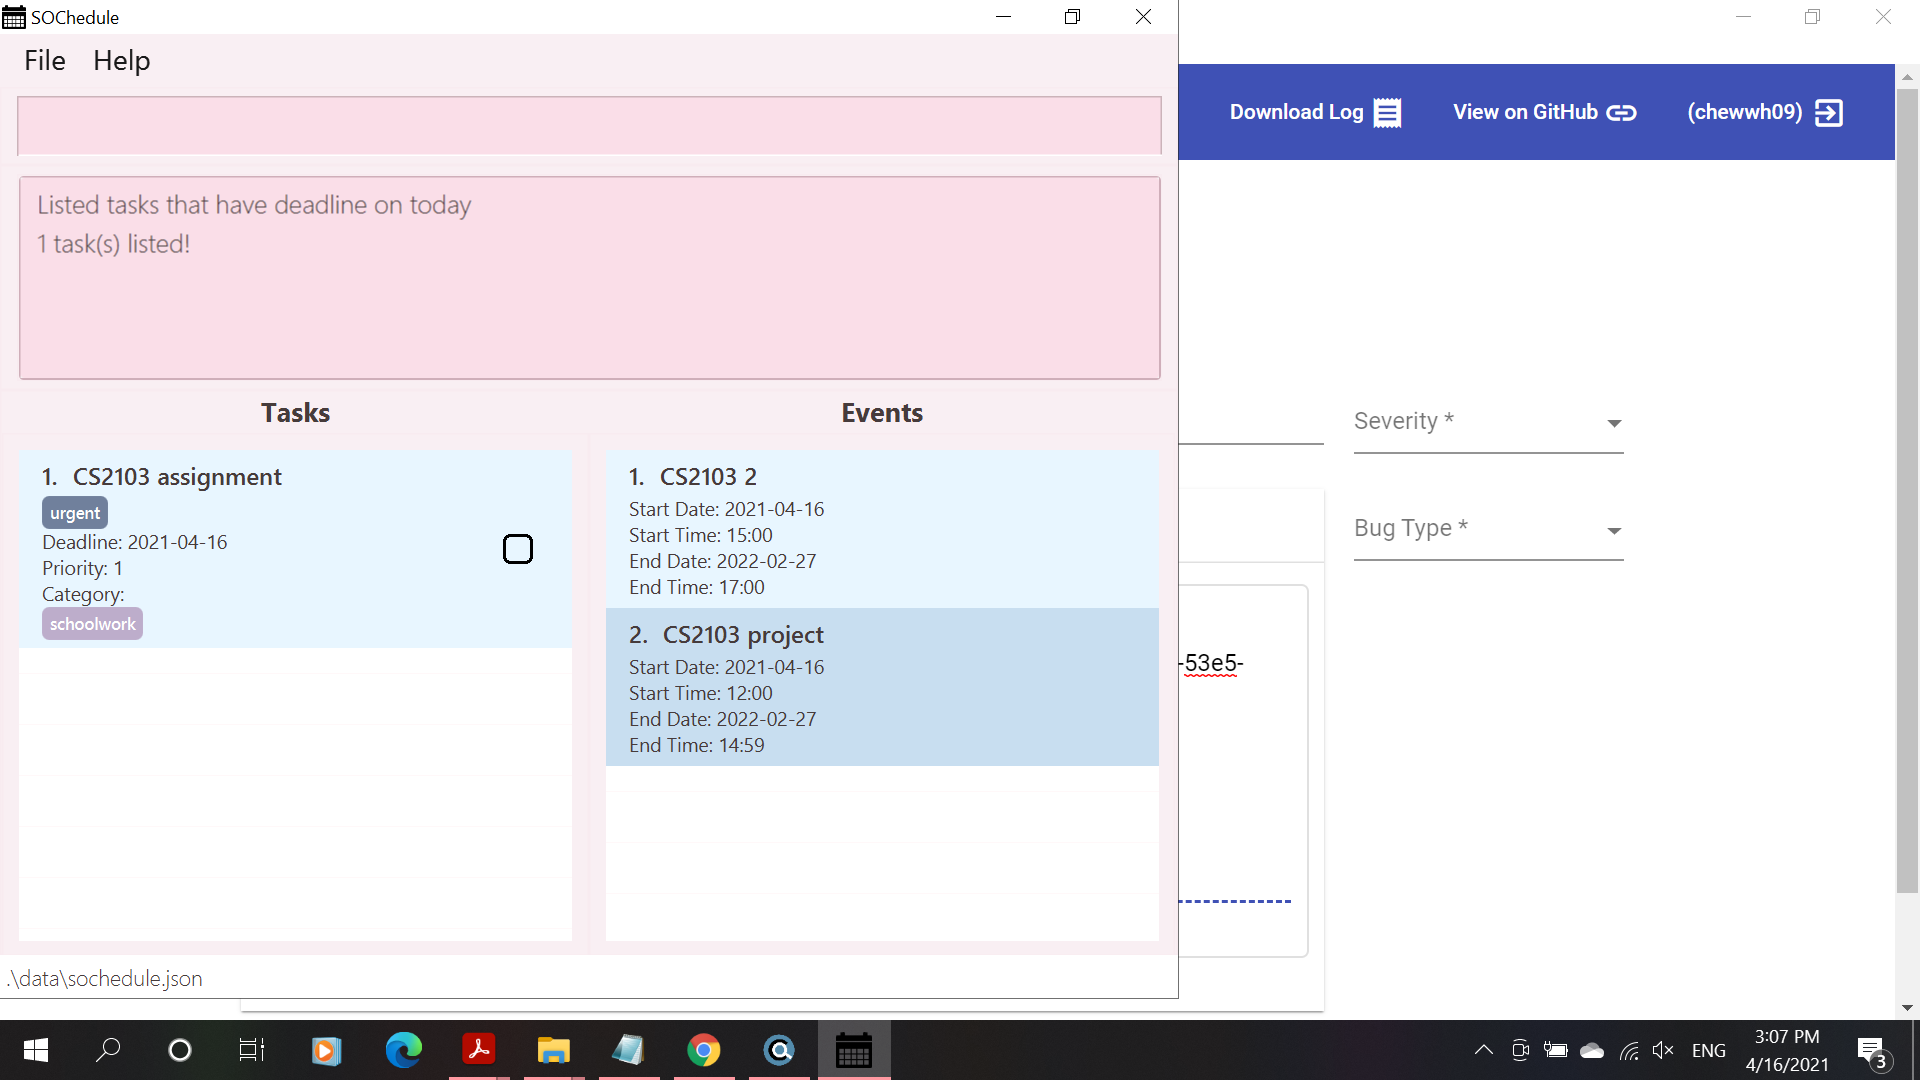 SOChedule
File Help
Listed tasks that have deadline on today
1 task(s) listed!
Tasks
1. CS2103 assignment
urgent
Deadline: 2021-04-16
Priority: 1
Category:
schoolwork
Events
1. CS2103 2
Start Date: 2021-04-16
Start Time: 15:00
End Date: 2022-02-27
End Time: 17:00
2. CS2103 project
Start Date: 2021-04-16
Start Time: 12:00
End Date: 2022-02-27
End Time: 14:59
.\data\sochedule.json
Download Log View on GitHub (chewwh09)
Severity *
Bug Type *
-53e5-
ENG
3:07 PM
4/16/2021
3